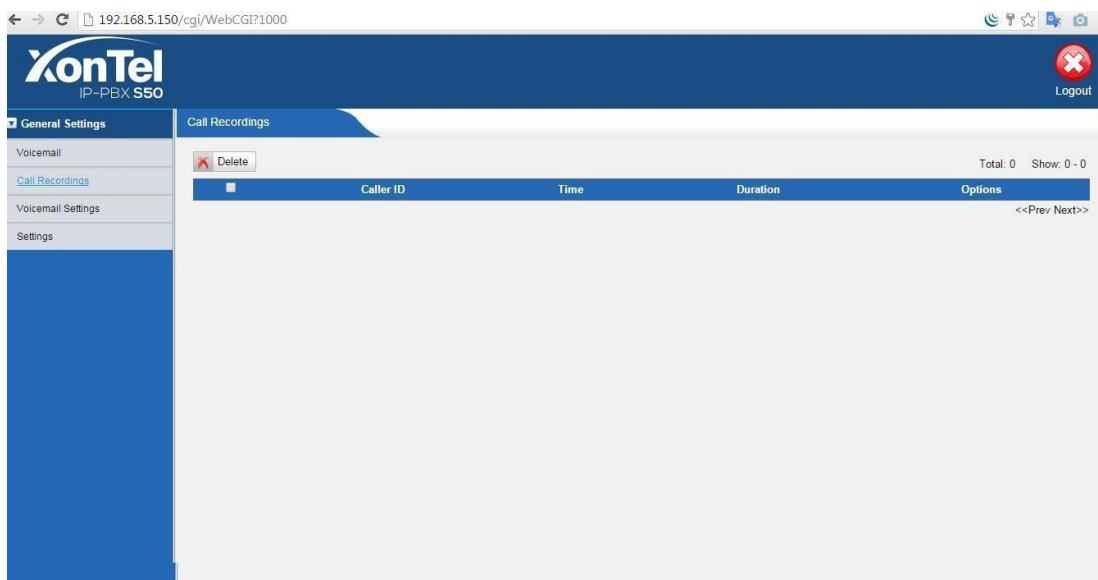 192.168.5.150/cgi/WebCGI?1000
XonTel
IP-PBX S50
Logout
General Settings
Call Recordings
Voicemail
Call Recordings
Voicemail Settings
Settings
Delete
Total: 0 Show: 0 - 0
Caller ID Time Duration Options
<<Prev Next>>